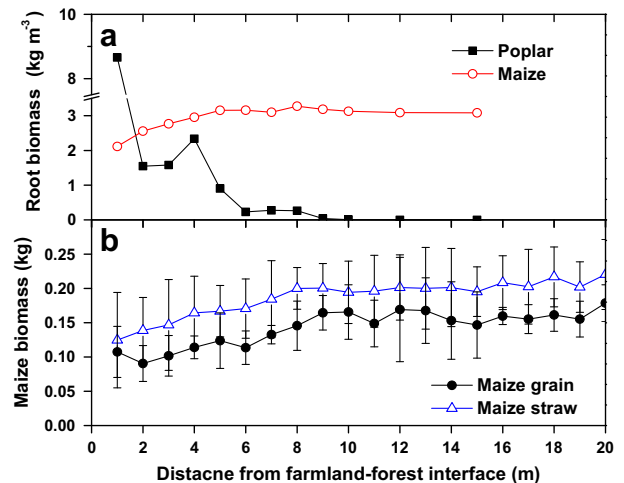 a
Poplar
Maize
Root biomass (kg m-3)
10
8
3
2
1
0
b
Maize grain
Maize straw
Maize biomass (kg)
0.25
0.20
0.15
0.10
0.05
0.00
0 2 4 6 8 10 12 14 16 18 20
Distacne from farmland-forest interface (m)